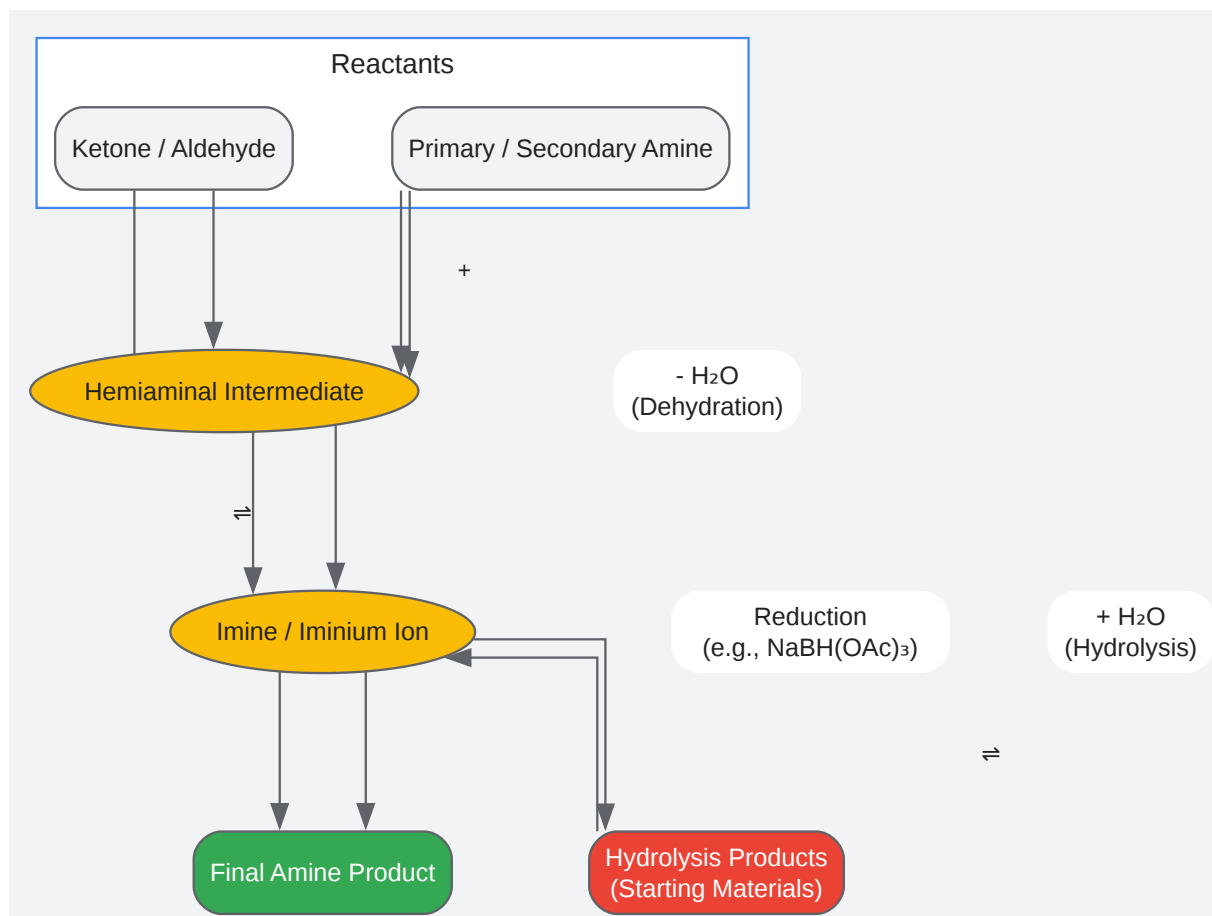 Reactants
Ketone / Aldehyde
Primary / Secondary Amine
+
Hemiaminal Intermediate
- H₂O
(Dehydration)
⇌
Imine / Iminium Ion
Reduction
(e.g., NaBH(OAc)₃)
+ H₂O
(Hydrolysis)
⇌
Final Amine Product
Hydrolysis Products
(Starting Materials)